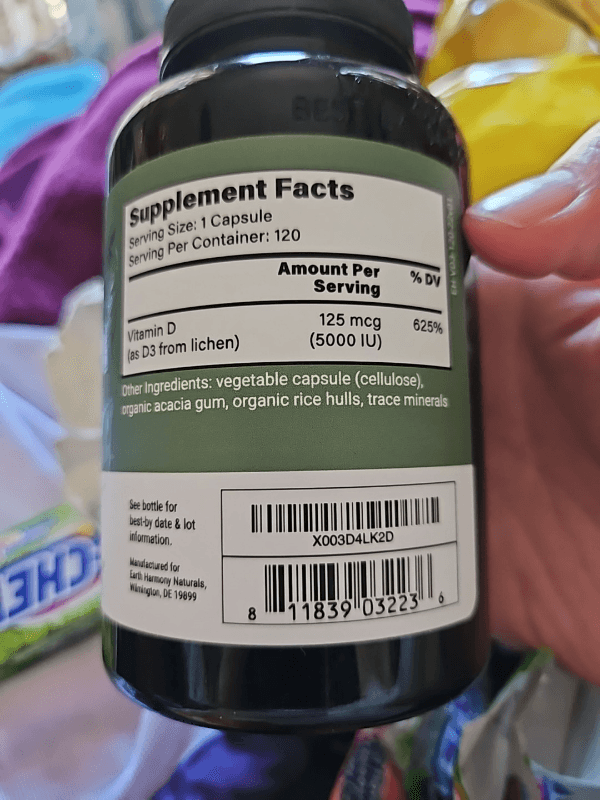 BEST
Supplement Facts
Serving Size: 1 Capsule
Serving Per Container: 120
Amount Per
Serving
% DV
Vitamin D
(as D3 from lichen)
125 mcg
(5000 IU)
625%
Other Ingredients: vegetable capsule (cellulose),
organic acacia gum, organic rice hulls, trace minerals
See bottle for
best-by date & lot
information.
Manufactured for
Earth Harmony Naturals,
Wilmington, DE 19899
X003D4LK2D
8 11839 03223 6
CHE